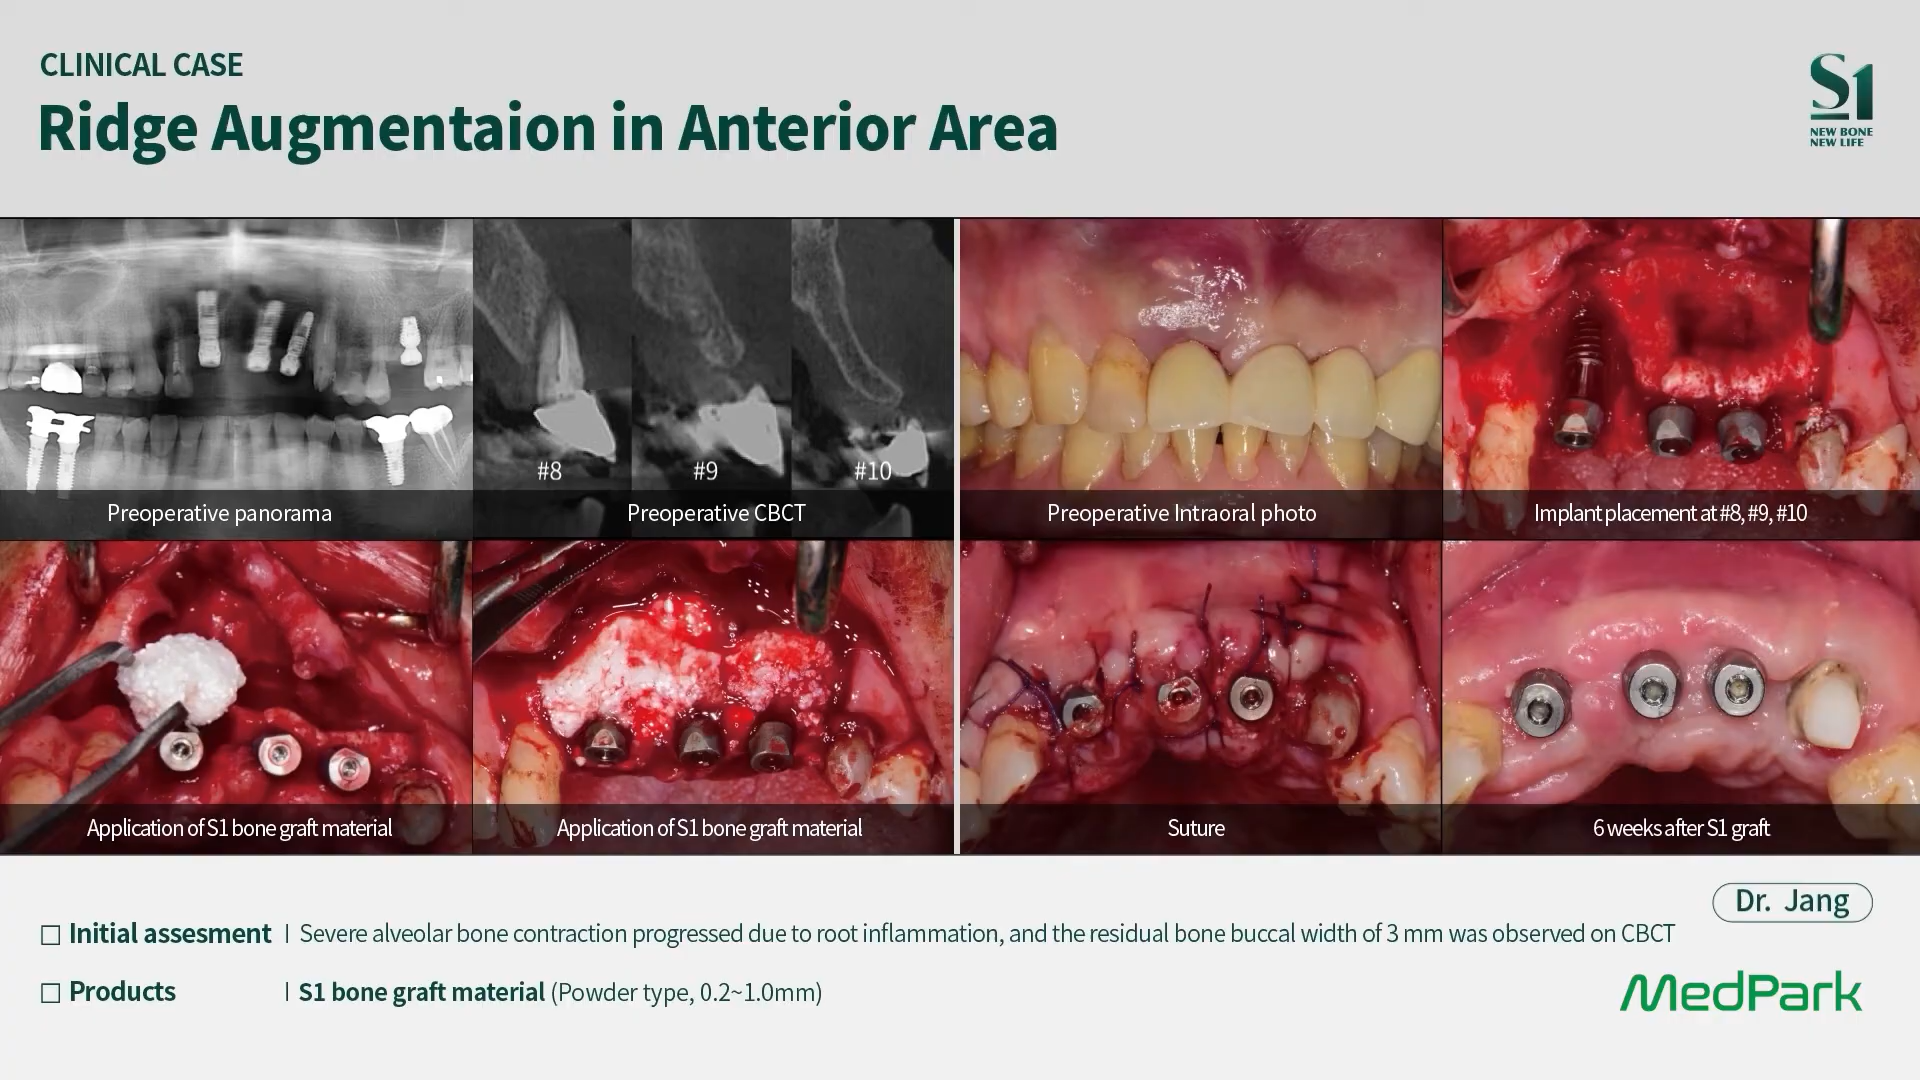 CLINICAL CASE
Ridge Augmentaion in Anterior Area
S1
NEW BONE
NEW LIFE
#8
#9
#10
Preoperative panorama
Preoperative CBCT
Preoperative Intraoral photo
Implant placement at #8, #9, #10
Application of S1 bone graft material
Application of S1 bone graft material
Suture
6 weeks after S1 graft
Dr. Jang
□ Initial assesment | Severe alveolar bone contraction progressed due to root inflammation, and the residual bone buccal width of 3 mm was observed on CBCT
□ Products | S1 bone graft material (Powder type, 0.2~1.0mm)
MedPark